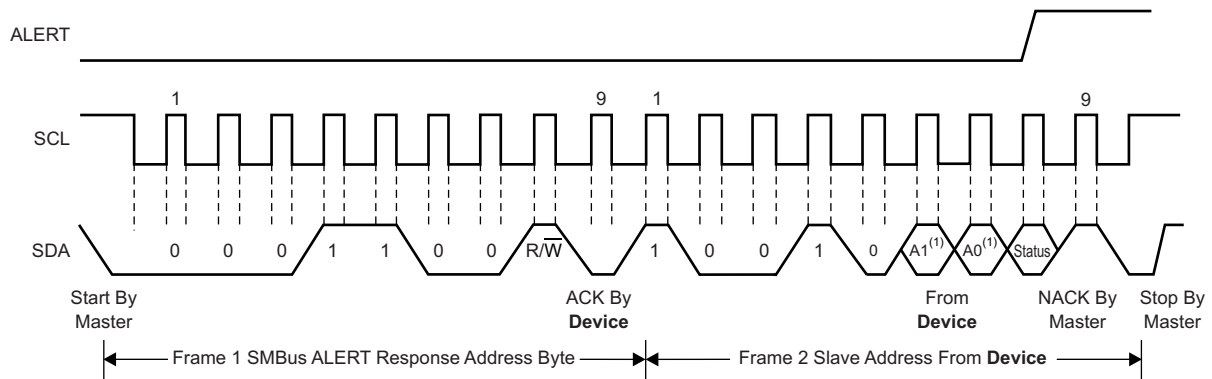 ALERT
1 9 1 9
SCL
SDA
0 0 0 1 1 0 0 R/W̅ 1 0 0 1 0 A1(1) A0(1) Status
Start By
Master
ACK By
Device
From
Device
NACK By
Master
Stop By
Master
Frame 1 SMBus ALERT Response Address Byte
Frame 2 Slave Address From Device